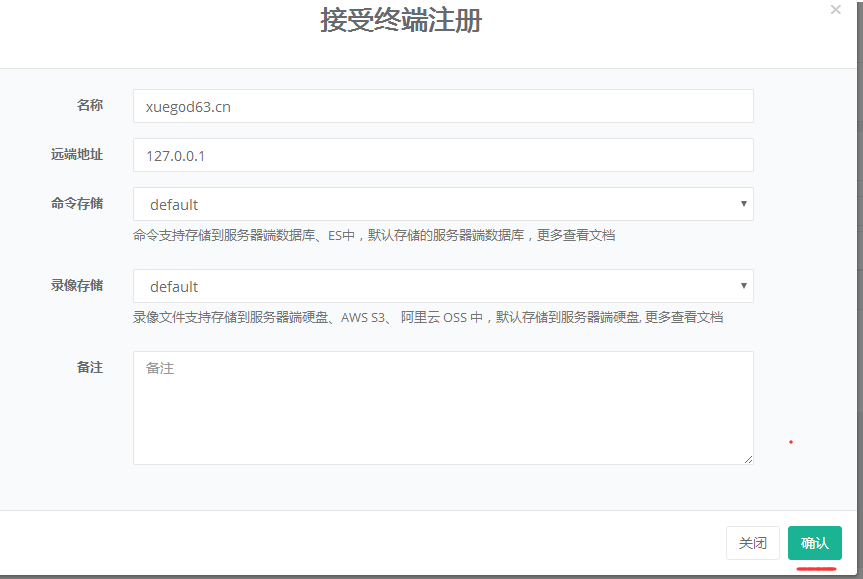 接受终端注册
×
名称
xuegod63.cn
远端地址
127.0.0.1
命令存储
default
命令支持存储到服务器端数据库、ES中，默认存储的服务器端数据库，更多查看文档
录像存储
default
录像文件支持存储到服务器端硬盘、AWS S3、 阿里云 OSS 中，默认存储到服务器端硬盘, 更多查看文档
备注
备注
关闭
确认